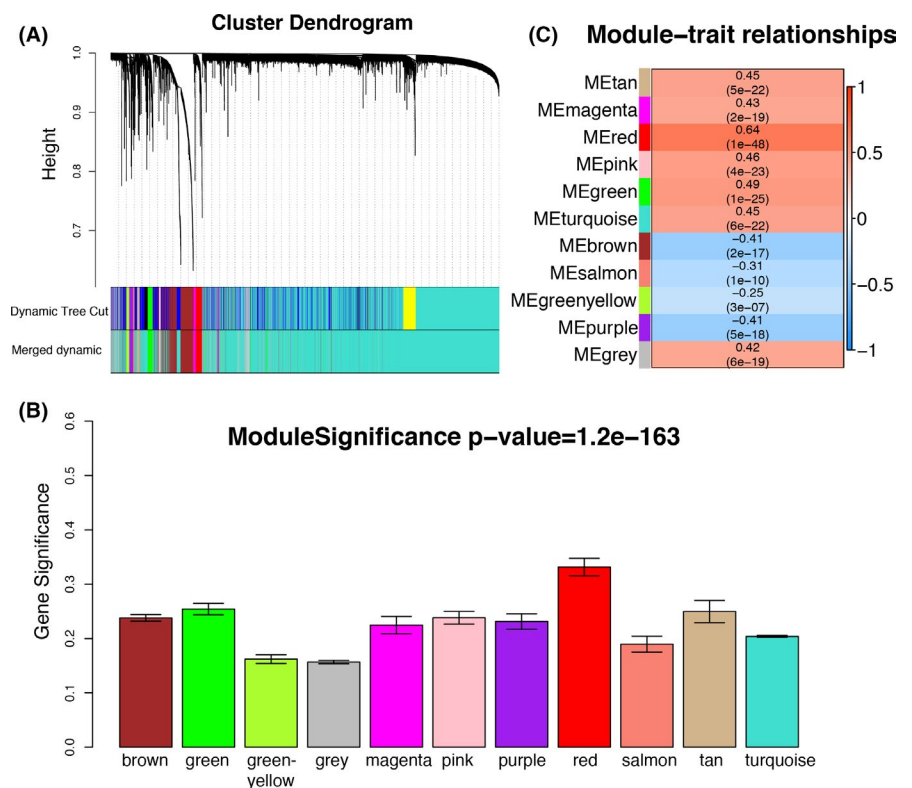 (A)
Cluster Dendrogram
Height
1.0
0.9
0.8
0.7
Dynamic Tree Cut
Merged dynamic
(C)
Module−trait relationships
MEtan
0.45
(5e−22)
MEmagenta
0.43
(2e−19)
MEred
0.64
(1e−48)
MEpink
0.46
(4e−23)
MEgreen
0.49
(1e−25)
MEturquoise
0.45
(6e−22)
MEbrown
−0.41
(2e−17)
MEsalmon
−0.31
(1e−10)
MEgreenyellow
−0.25
(3e−07)
MEpurple
−0.41
(5e−18)
MEgrey
0.42
(6e−19)
1
0.5
0
−0.5
−1
(B)
ModuleSignificance p−value=1.2e−163
Gene Significance
0.6
0.5
0.4
0.3
0.2
0.1
0.0
brown green green- grey magenta pink purple red salmon tan turquoise
yellow